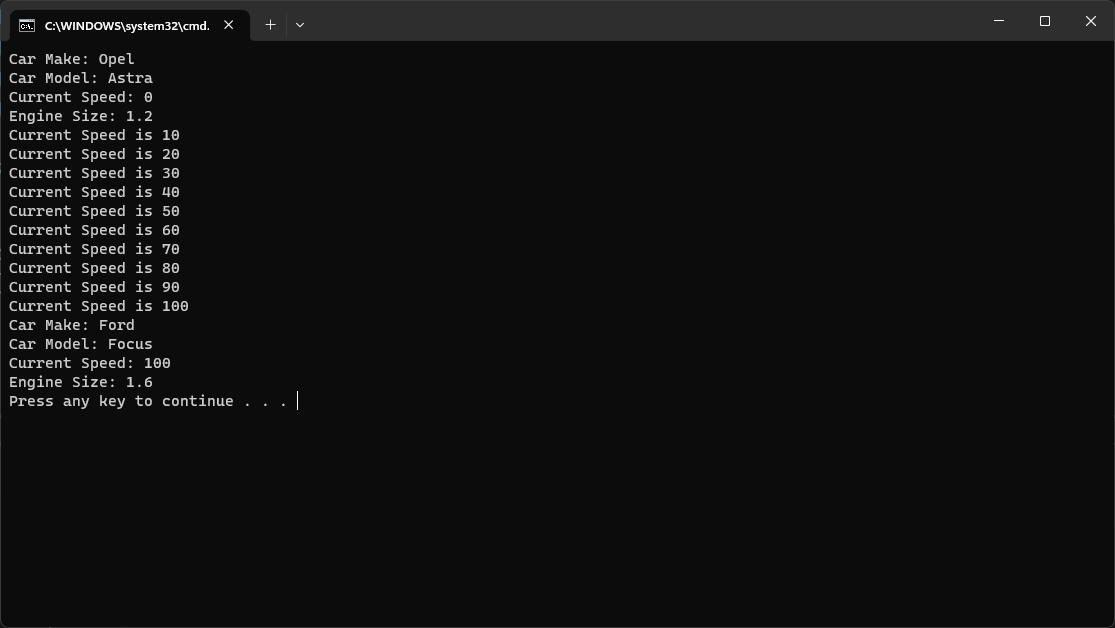 C:\WINDOWS\system32\cmd.
Car Make: Opel
Car Model: Astra
Current Speed: 0
Engine Size: 1.2
Current Speed is 10
Current Speed is 20
Current Speed is 30
Current Speed is 40
Current Speed is 50
Current Speed is 60
Current Speed is 70
Current Speed is 80
Current Speed is 90
Current Speed is 100
Car Make: Ford
Car Model: Focus
Current Speed: 100
Engine Size: 1.6
Press any key to continue . . .